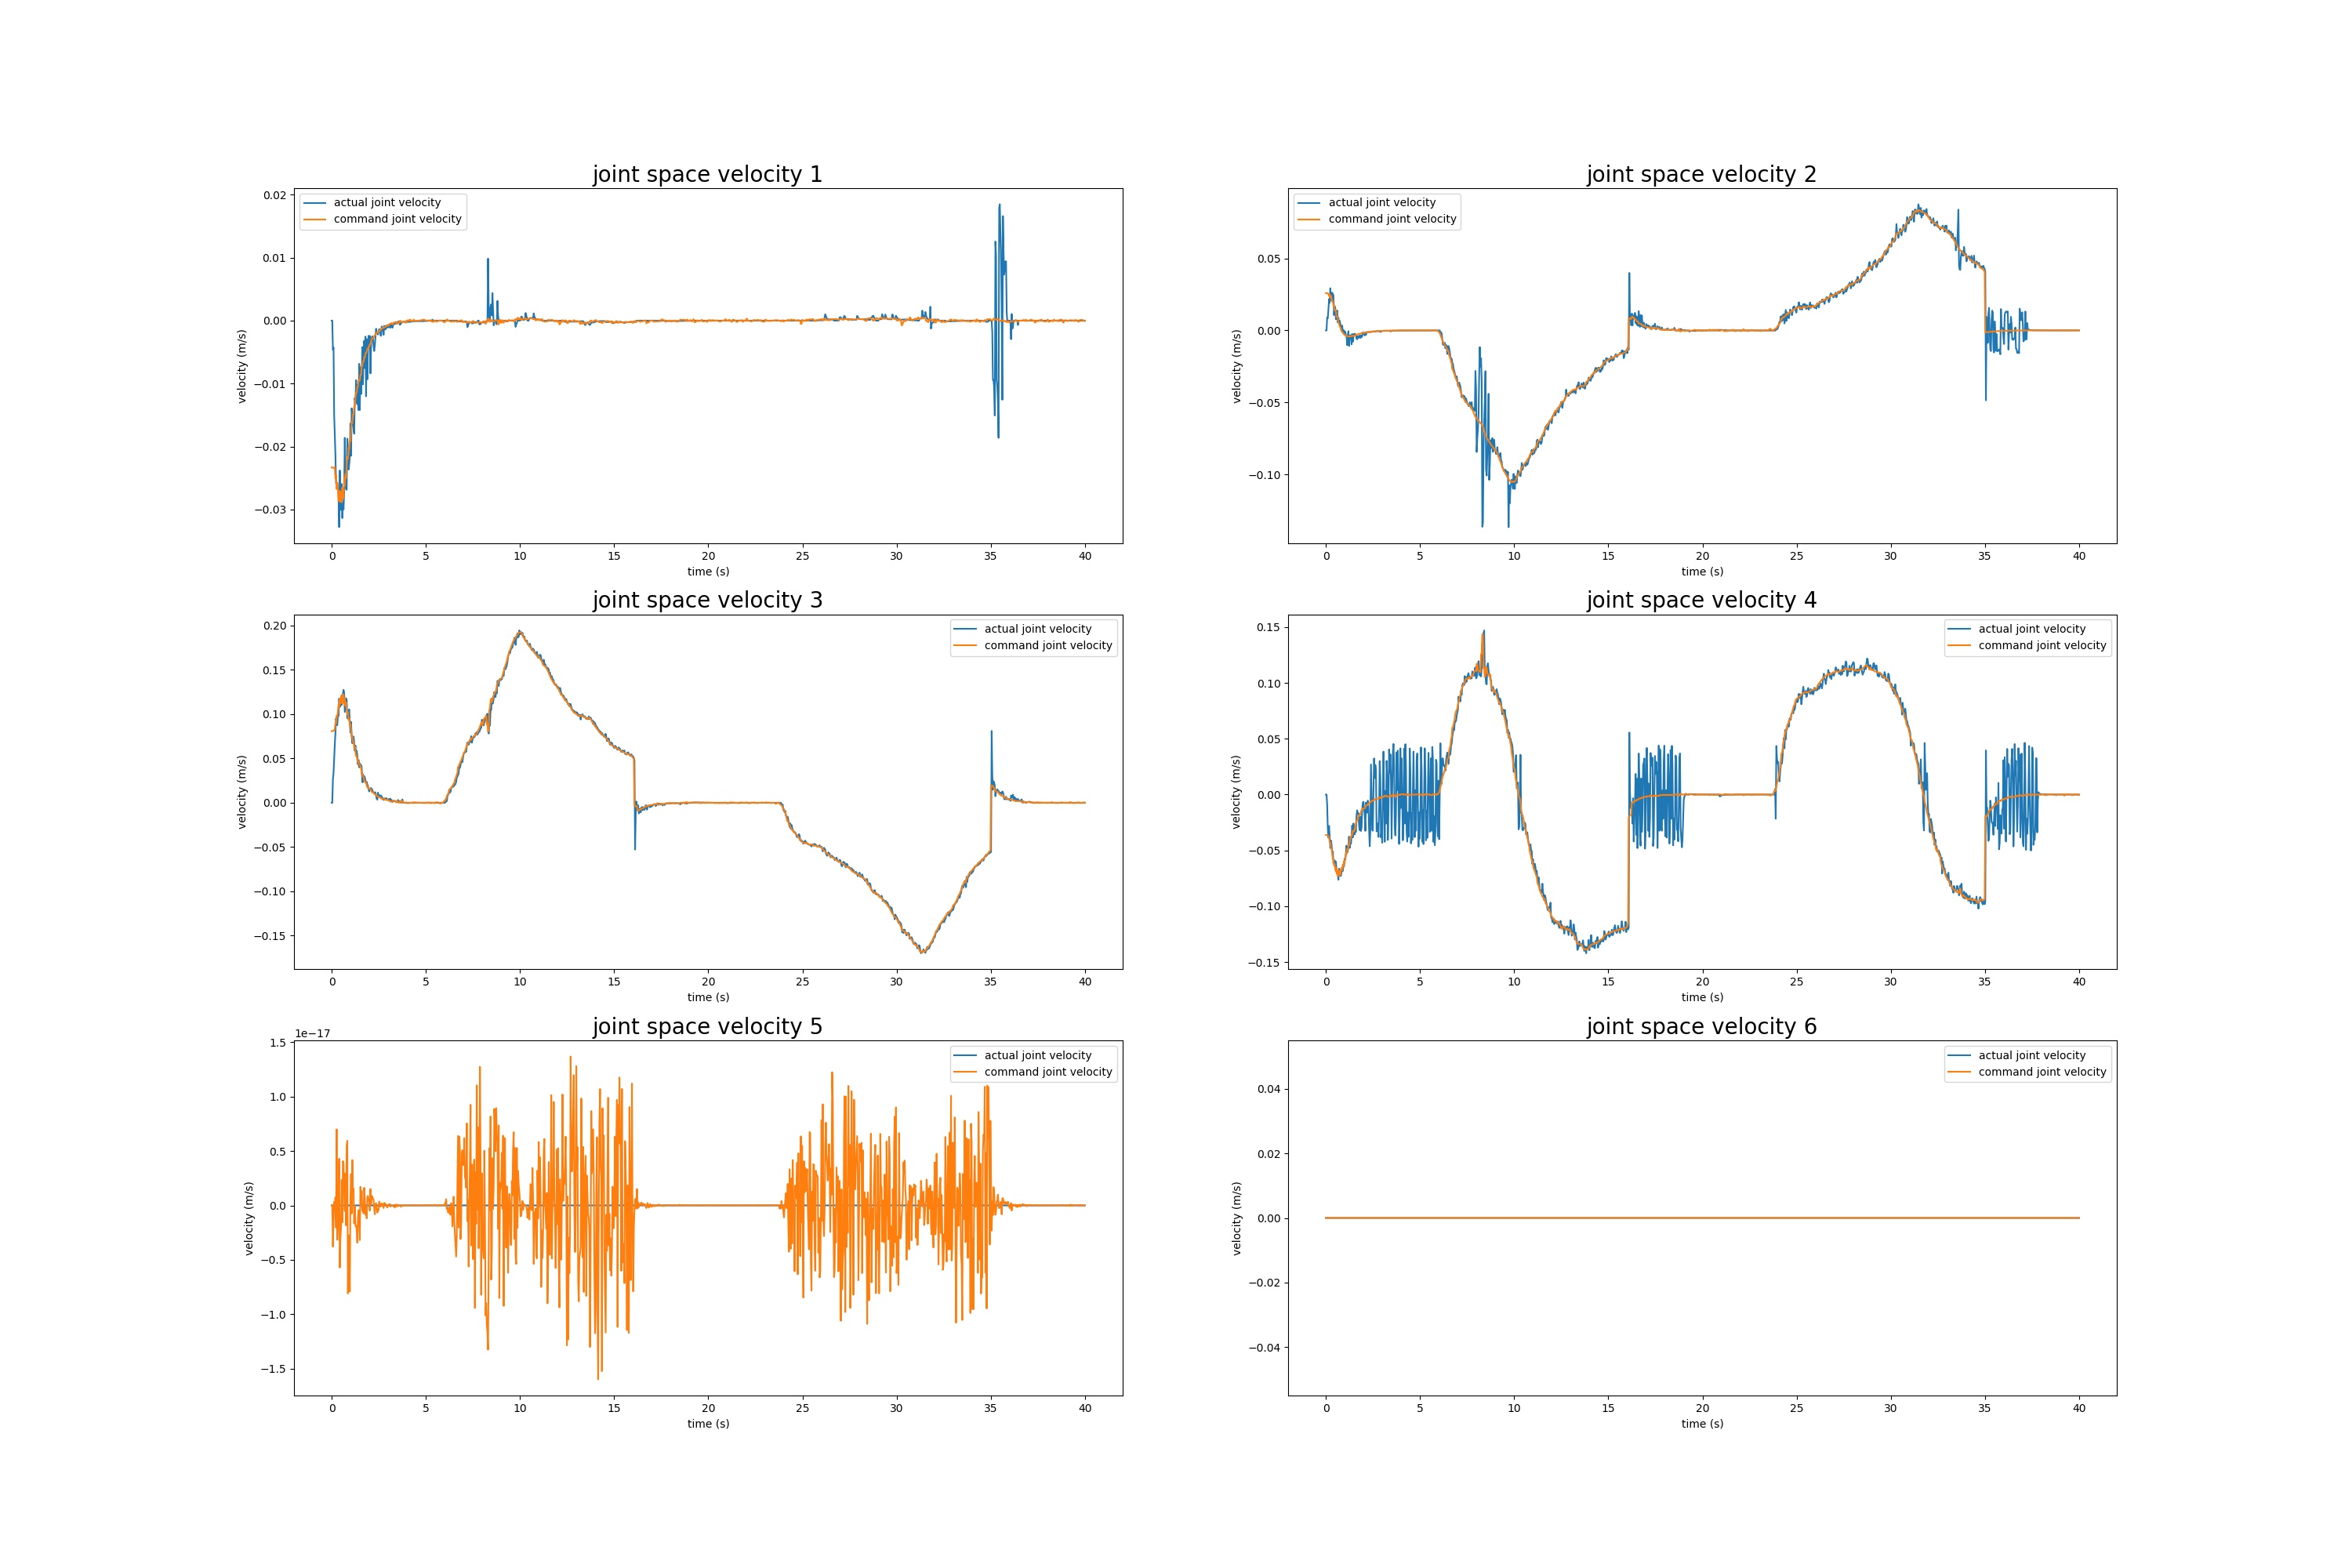 joint space velocity 1
actual joint velocity
command joint velocity
velocity (m/s)
0.02
0.01
0.00
−0.01
−0.02
−0.03
0 5 10 15 20 25 30 35 40
time (s)
joint space velocity 2
actual joint velocity
command joint velocity
velocity (m/s)
0.05
0.00
−0.05
−0.10
0 5 10 15 20 25 30 35 40
time (s)
joint space velocity 3
actual joint velocity
command joint velocity
velocity (m/s)
0.20
0.15
0.10
0.05
0.00
−0.05
−0.10
−0.15
0 5 10 15 20 25 30 35 40
time (s)
joint space velocity 4
actual joint velocity
command joint velocity
velocity (m/s)
0.15
0.10
0.05
0.00
−0.05
−0.10
−0.15
0 5 10 15 20 25 30 35 40
time (s)
joint space velocity 5
1e−17
actual joint velocity
command joint velocity
velocity (m/s)
1.5
1.0
0.5
0.0
−0.5
−1.0
−1.5
0 5 10 15 20 25 30 35 40
time (s)
joint space velocity 6
actual joint velocity
command joint velocity
velocity (m/s)
0.04
0.02
0.00
−0.02
−0.04
0 5 10 15 20 25 30 35 40
time (s)